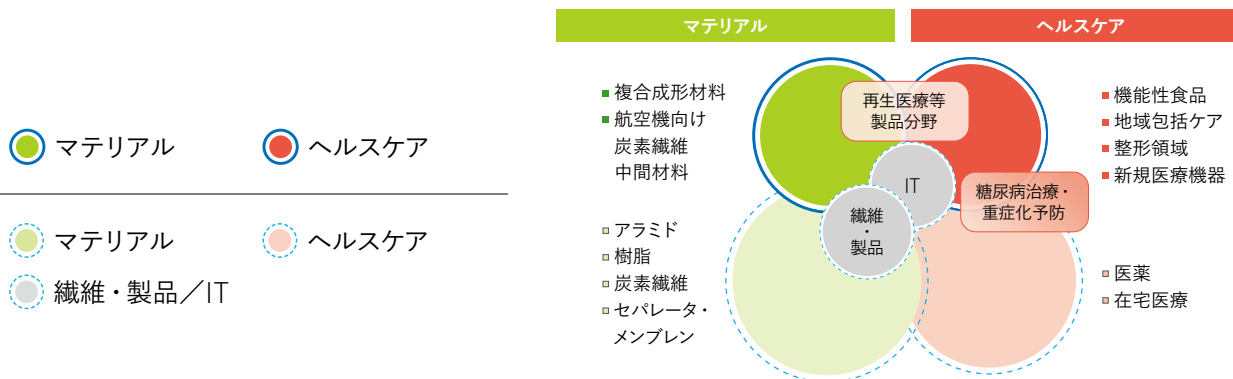 マテリアル
ヘルスケア
マテリアル
ヘルスケア
繊維・製品／IT
マテリアル
ヘルスケア
複合成形材料
航空機向け
炭素繊維
中間材料
アラミド
樹脂
炭素繊維
セパレータ・
メンブレン
再生医療等
製品分野
IT
繊維
・
製品
糖尿病治療・
重症化予防
機能性食品
地域包括ケア
整形領域
新規医療機器
医薬
在宅医療